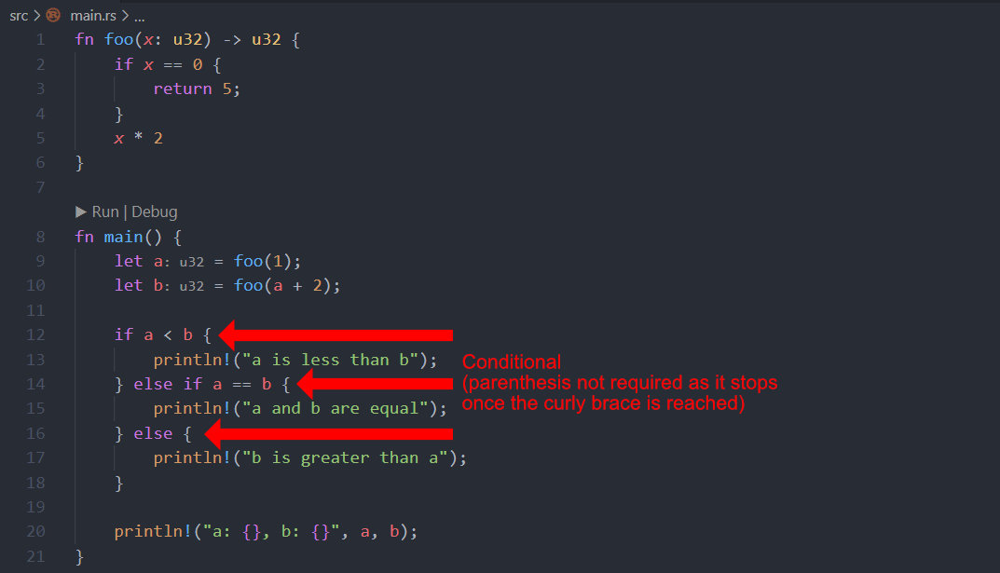 src > main.rs > ...
1 fn foo(x: u32) -> u32 {
2     if x == 0 {
3         return 5;
4     }
5     x * 2
6 }
7
▶ Run | Debug
8 fn main() {
9     let a: u32 = foo(1);
10     let b: u32 = foo(a + 2);
11
12     if a < b {
13         println!("a is less than b");
14     } else if a == b {
15         println!("a and b are equal");
16     } else {
17         println!("b is greater than a");
18     }
19
20     println!("a: {}, b: {}", a, b);
21 }
Conditional
(parenthesis not required as it stops
once the curly brace is reached)